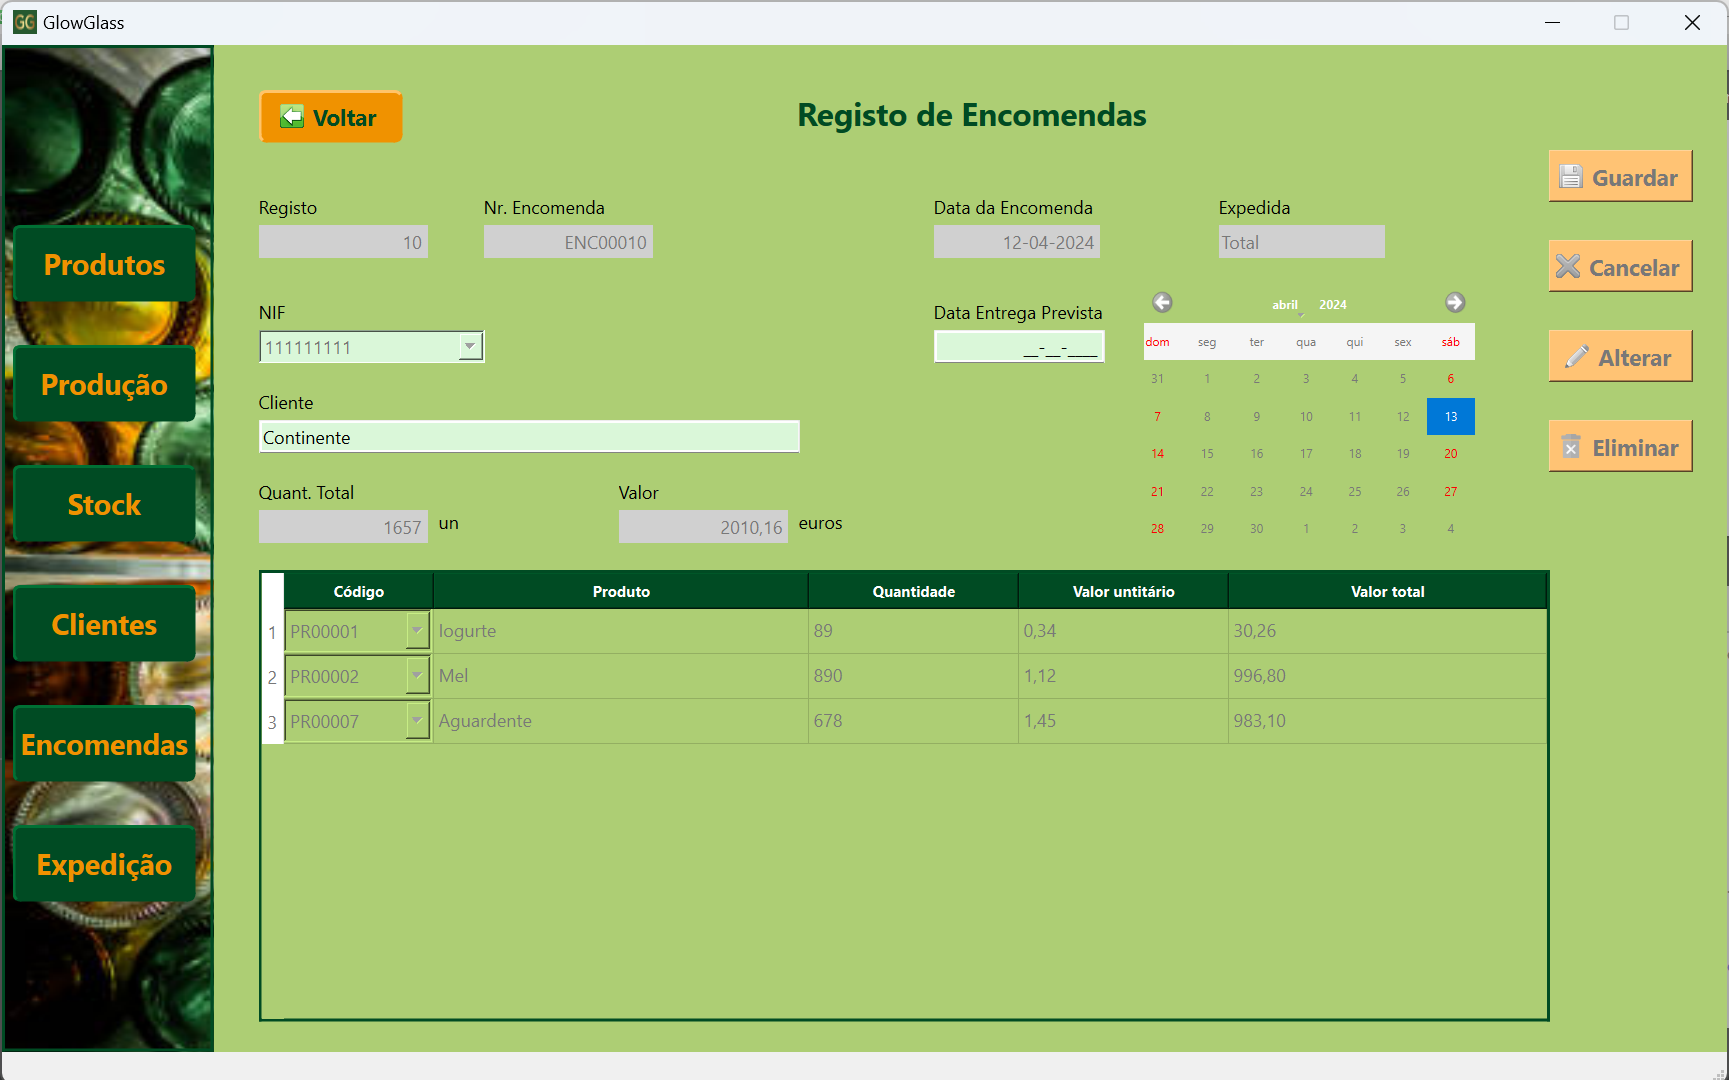 GG GlowGlass
Voltar
Registo de Encomendas
Guardar
Cancelar
Alterar
Eliminar
Produtos
Produção
Stock
Clientes
Encomendas
Expedição
Registo Nr. Encomenda Data da Encomenda Expedida
10 ENC00010 12-04-2024 Total
NIF Data Entrega Prevista
111111111 __-__-____
Cliente
Continente
Quant. Total Valor
1657 un 2010,16 euros
abril 2024
dom seg ter qua qui sex sáb
31 1 2 3 4 5 6
7 8 9 10 11 12 13
14 15 16 17 18 19 20
21 22 23 24 25 26 27
28 29 30 1 2 3 4
Código Produto Quantidade Valor untitário Valor total
1 PR00001 Iogurte 89 0,34 30,26
2 PR00002 Mel 890 1,12 996,80
3 PR00007 Aguardente 678 1,45 983,10